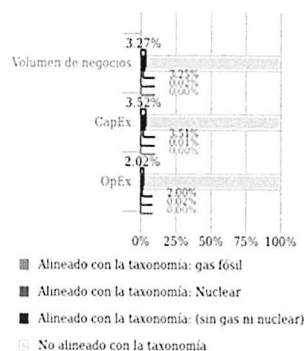 3.27%
Volumen de negocios
3.25%
0.02%
0.00%
3.52%
CapEx
3.51%
0.01%
0.00%
2.02%
OpEx
2.00%
0.02%
0.00%
0% 25% 50% 75% 100%
Alineado con la taxonomía: gas fósil
Alineado con la taxonomía: Nuclear
Alineado con la taxonomía: (sin gas ni nuclear)
No alineado con la taxonomía